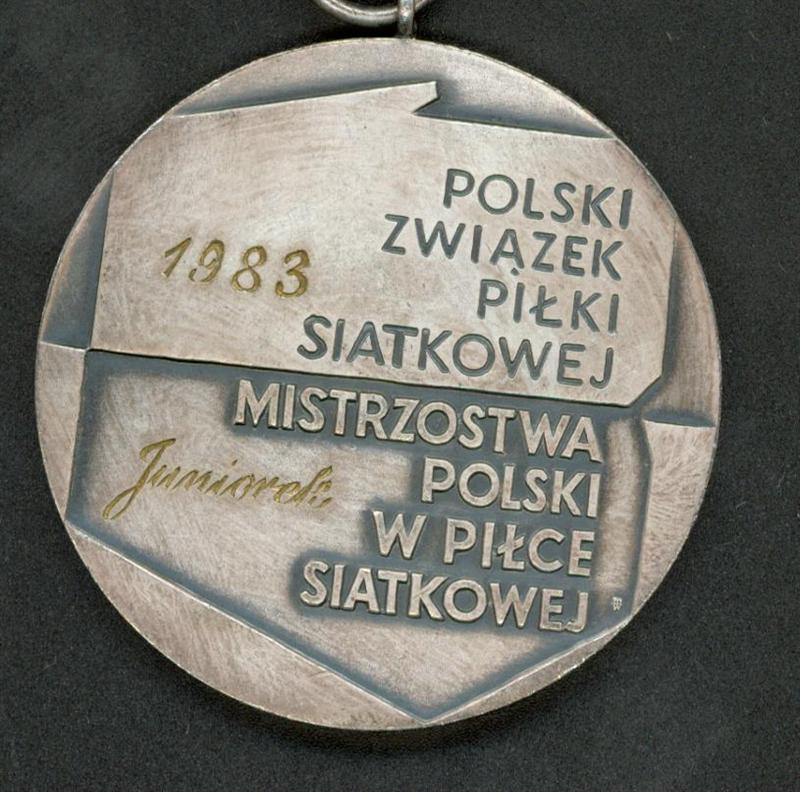 POLSKI
ZWIĄZEK
1983
PIŁKI
SIATKOWEJ
MISTRZOSTWA
Juniorek
POLSKI
W PIŁCE
SIATKOWEJ